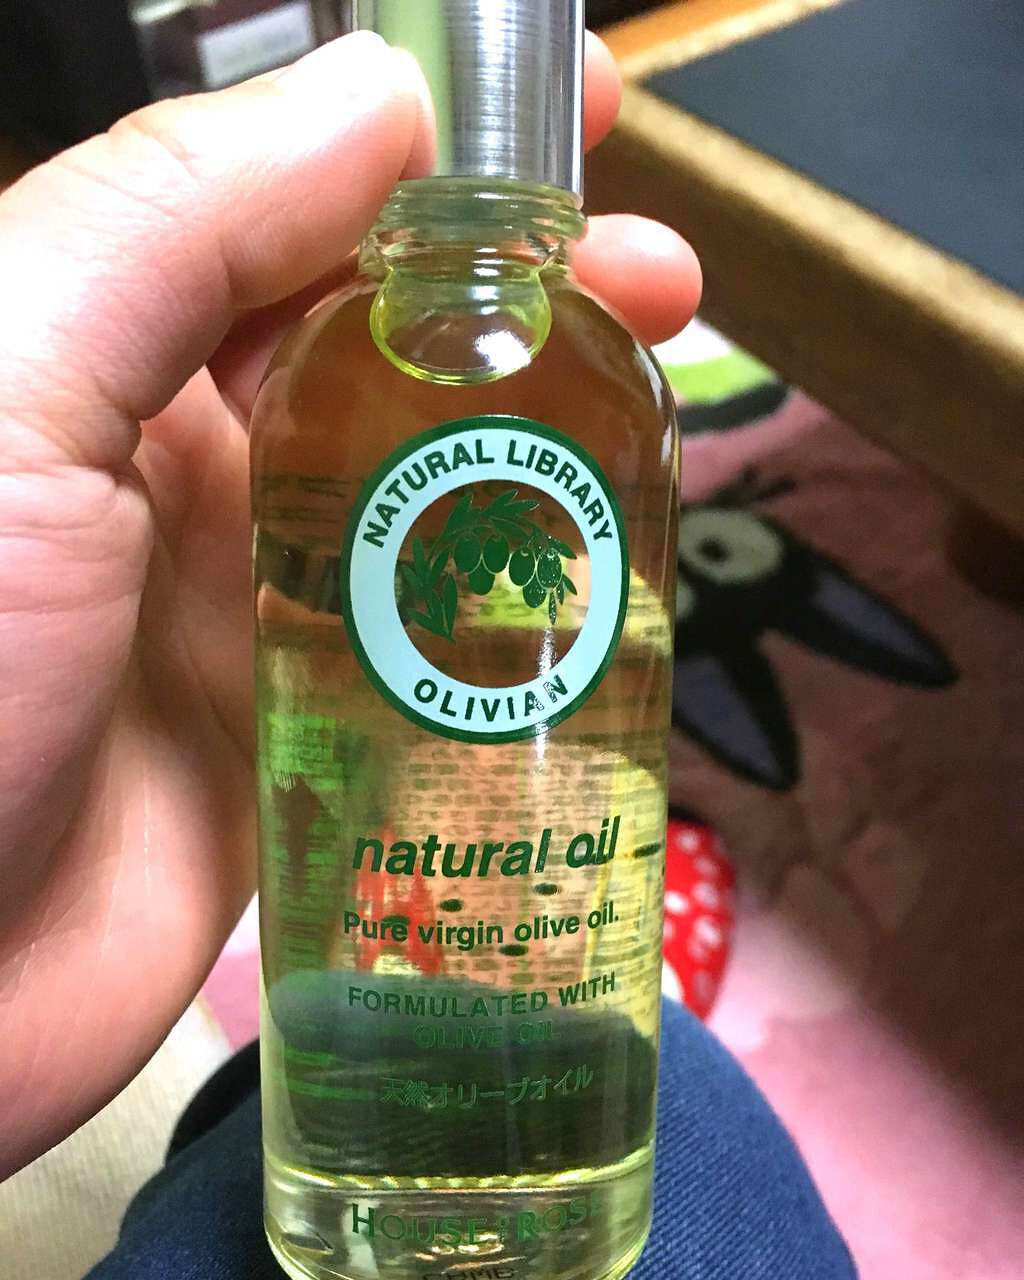 NATURAL LIBRARY
OLIVIAN
natural oil
Pure virgin olive oil.
FORMULATED WITH
OLIVE OIL
天然オリーブオイル
HOUSE OF ROSE